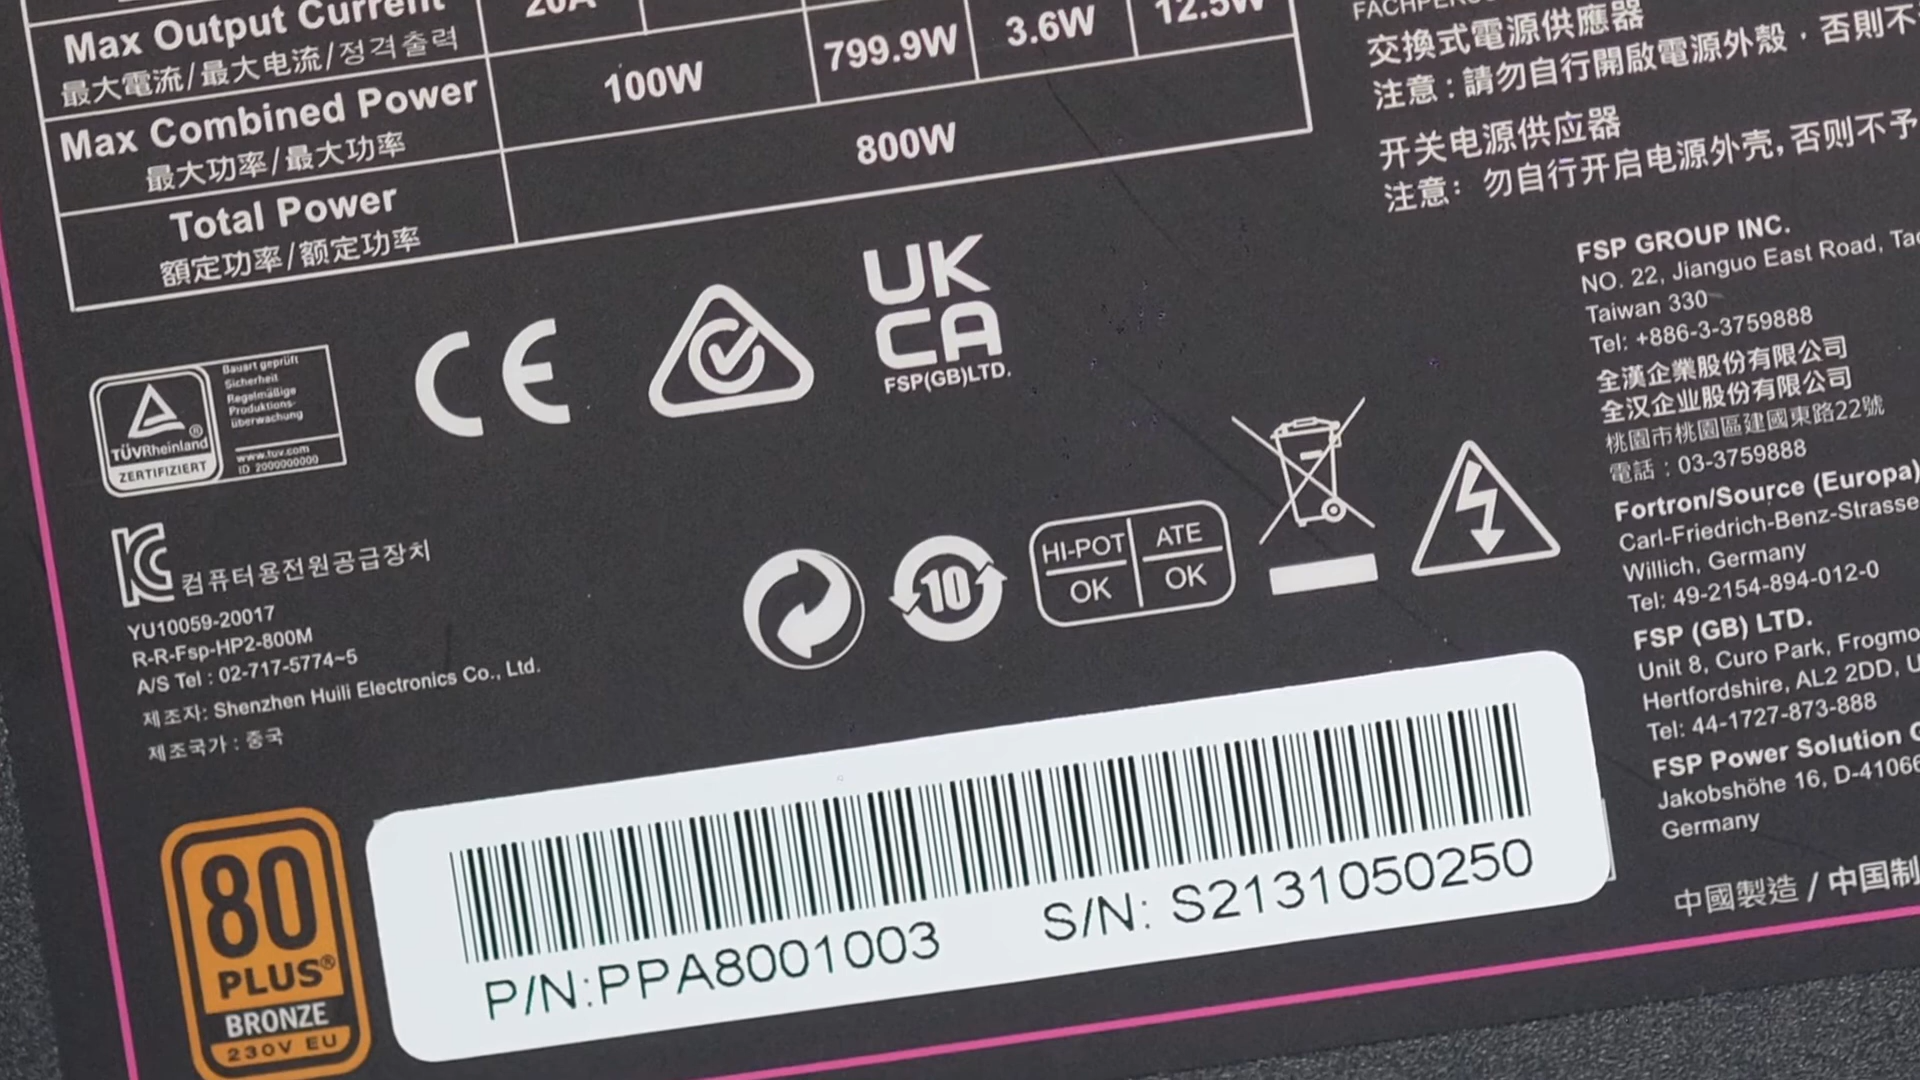 Max Output Current
20A
12.5W
最大電流/最大电流/정격출력
799.9W
3.6W
Max Combined Power
100W
最大功率/最大功率
800W
Total Power
額定功率/额定功率
交換式電源供應器
注意:請勿自行開啟電源外殼,否則不
开关电源供应器
注意: 勿自行开启电源外壳,否则不予
UK
CA
FSP(GB)LTD.
CE
TÜVRheinland®
ZERTIFIZIERT
Bauart geprüft
Sicherheit
Regelmäßige
Produktions-
überwachung
www.tuv.com
ID 2000000000
컴퓨터용전원공급장치
YU10059-20017
R-R-Fsp-HP2-800M
A/S Tel : 02-717-5774~5
제조자: Shenzhen Huili Electronics Co., Ltd.
제조국가 : 중국
10
HI-POT
OK
ATE
OK
FSP GROUP INC.
NO. 22, Jianguo East Road,
Taiwan 330
Tel: +886-3-3759888
全漢企業股份有限公司
全汉企业股份有限公司
桃園市桃園區建國東路22號
電話 : 03-3759888
Fortron/Source (Europa)
Carl-Friedrich-Benz-Strasse
Willich, Germany
Tel: 49-2154-894-012-0
FSP (GB) LTD.
Unit 8, Curo Park, Frogmo
Hertfordshire, AL2 2DD, U
Tel: 44-1727-873-888
FSP Power Solution G
Jakobshöhe 16, D-41066
Germany
中國製造 / 中国制
80
PLUS®
BRONZE
230V EU
P/N:PPA8001003 S/N: S2131050250